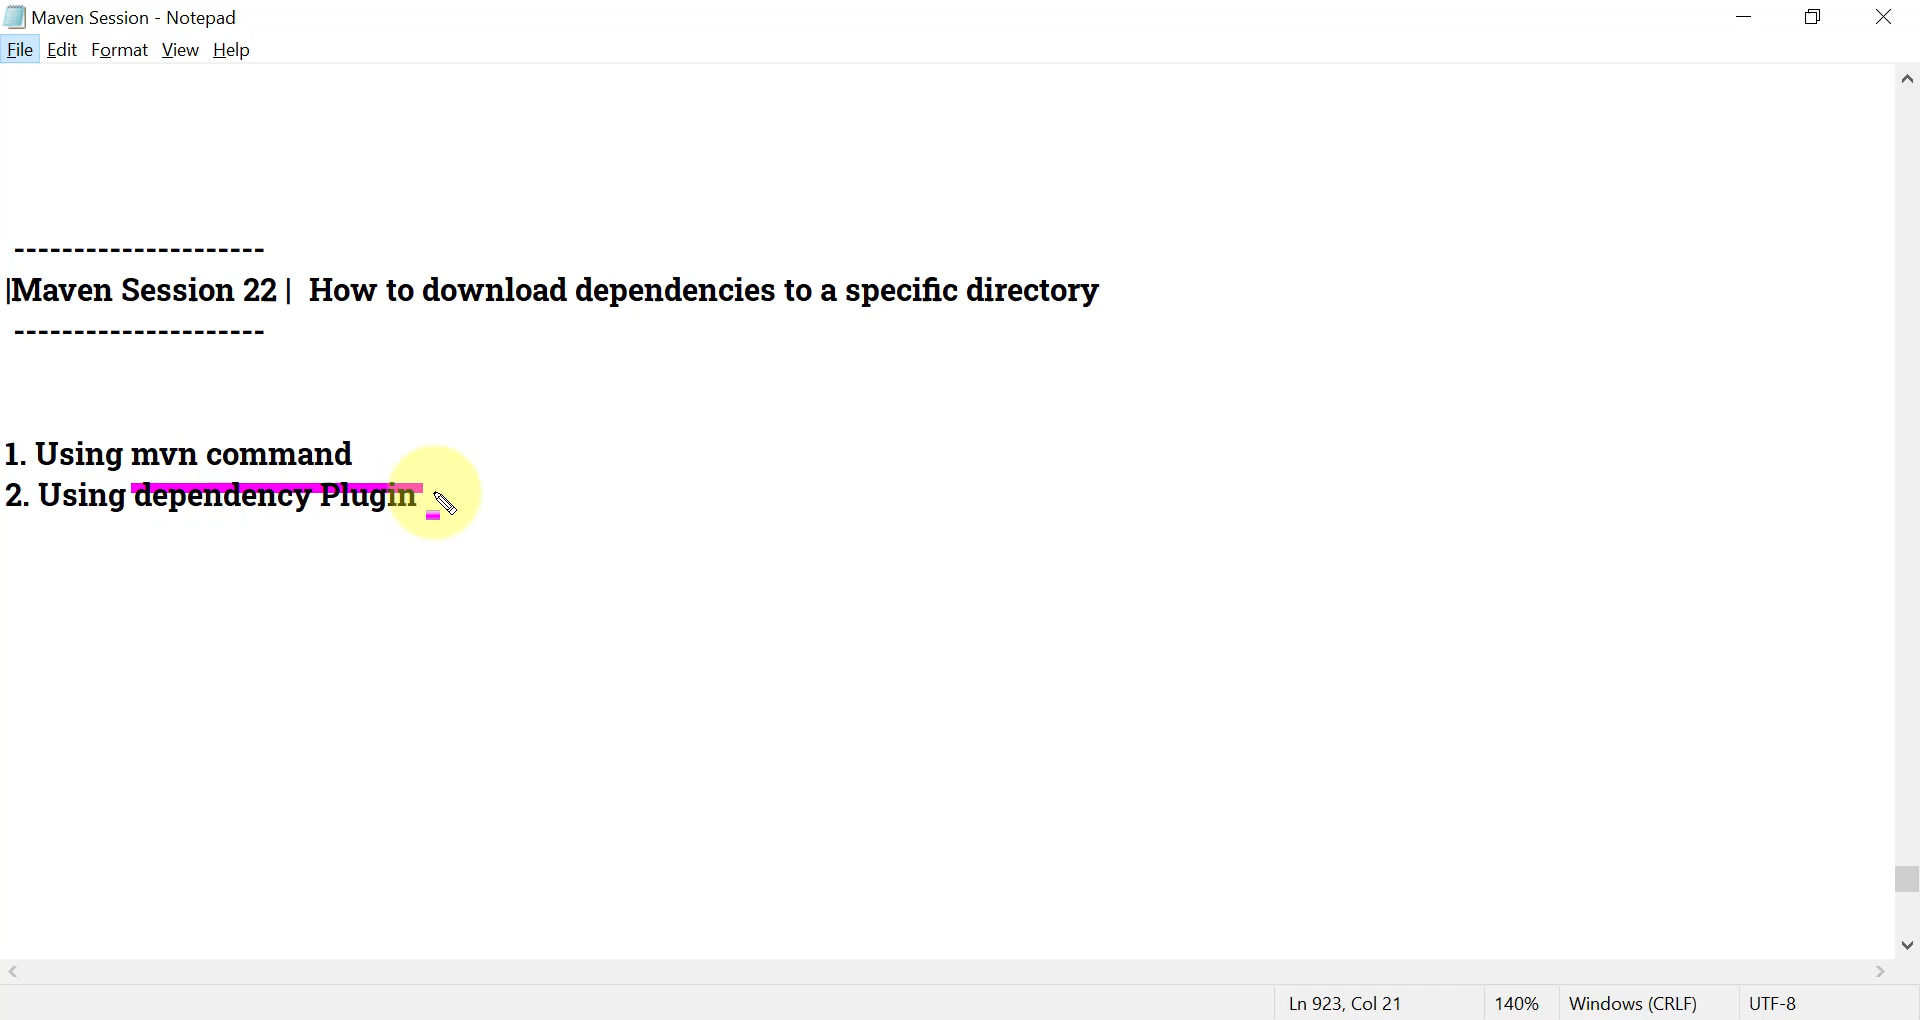 Maven Session - Notepad
File Edit Format View Help
---------------------
|Maven Session 22 |  How to download dependencies to a specific directory
---------------------
1. Using mvn command
2. Using dependency Plugin
Ln 923, Col 21 140% Windows (CRLF) UTF-8